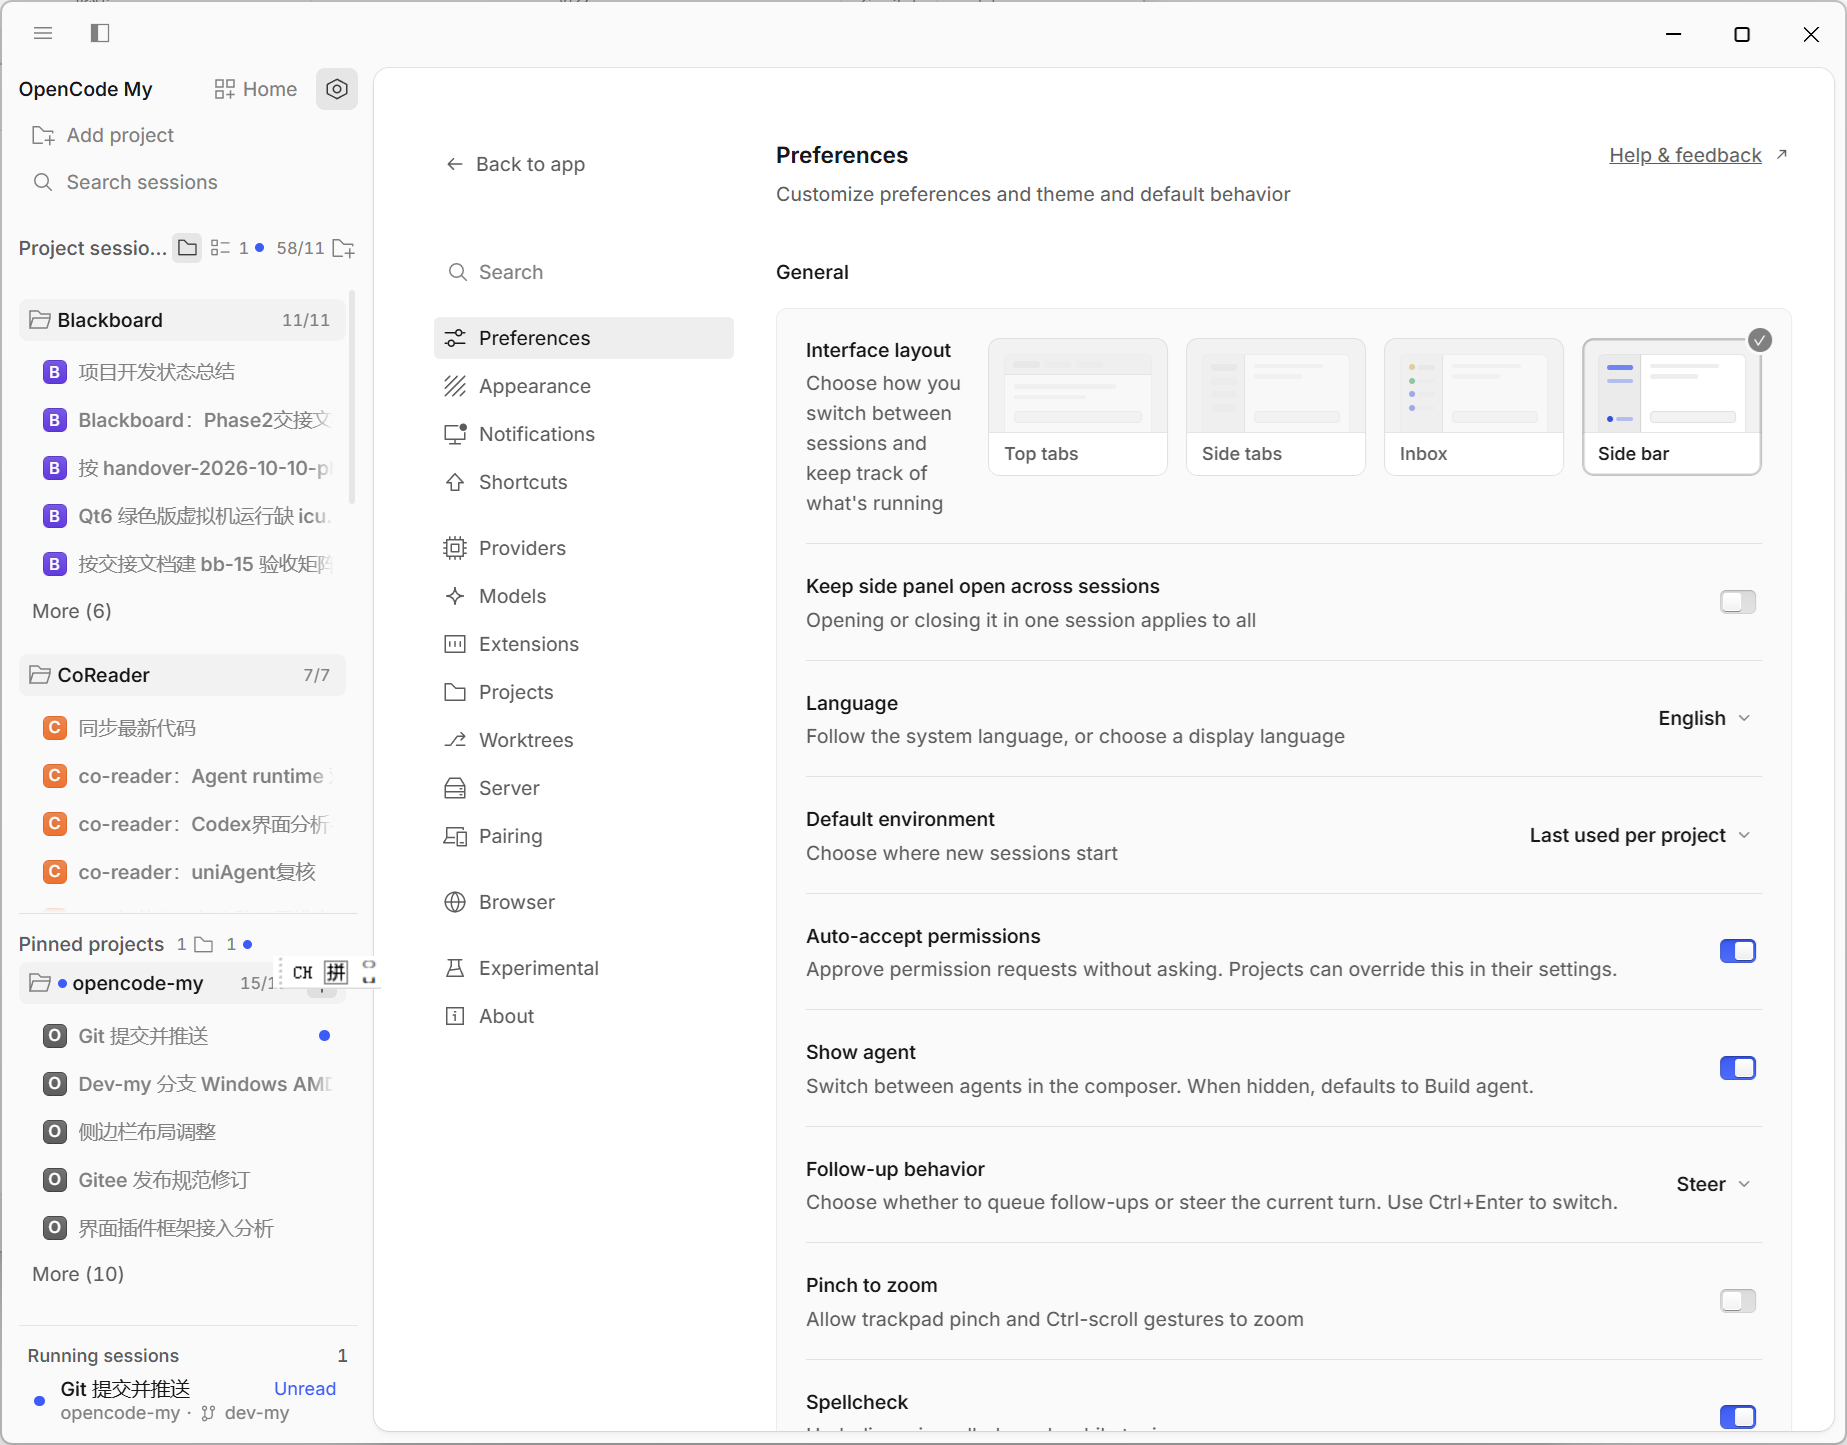 OpenCode My
Home
Add project
Search sessions
Project sessio...
1
58/11
Blackboard
11/11
B 项目开发状态总结
B Blackboard：Phase2交接文
B 按 handover-2026-10-10-p
B Qt6 绿色版虚拟机运行缺 icu.
B 按交接文档建 bb-15 验收矩阵
More (6)
CoReader
7/7
C 同步最新代码
C co-reader：Agent runtime
C co-reader：Codex界面分析
C co-reader：uniAgent复核
Pinned projects
1
1
opencode-my
15/1
CH 拼
O Git 提交并推送
O Dev-my 分支 Windows AMD
O 侧边栏布局调整
O Gitee 发布规范修订
O 界面插件框架接入分析
More (10)
Running sessions
1
Git 提交并推送
Unread
opencode-my · dev-my
Back to app
Search
Preferences
Appearance
Notifications
Shortcuts
Providers
Models
Extensions
Projects
Worktrees
Server
Pairing
Browser
Experimental
About
Preferences
Help & feedback
Customize preferences and theme and default behavior
General
Interface layout
Choose how you
switch between
sessions and
keep track of
what's running
Top tabs
Side tabs
Inbox
Side bar
Keep side panel open across sessions
Opening or closing it in one session applies to all
Language
Follow the system language, or choose a display language
English
Default environment
Choose where new sessions start
Last used per project
Auto-accept permissions
Approve permission requests without asking. Projects can override this in their settings.
Show agent
Switch between agents in the composer. When hidden, defaults to Build agent.
Follow-up behavior
Choose whether to queue follow-ups or steer the current turn. Use Ctrl+Enter to switch.
Steer
Pinch to zoom
Allow trackpad pinch and Ctrl-scroll gestures to zoom
Spellcheck